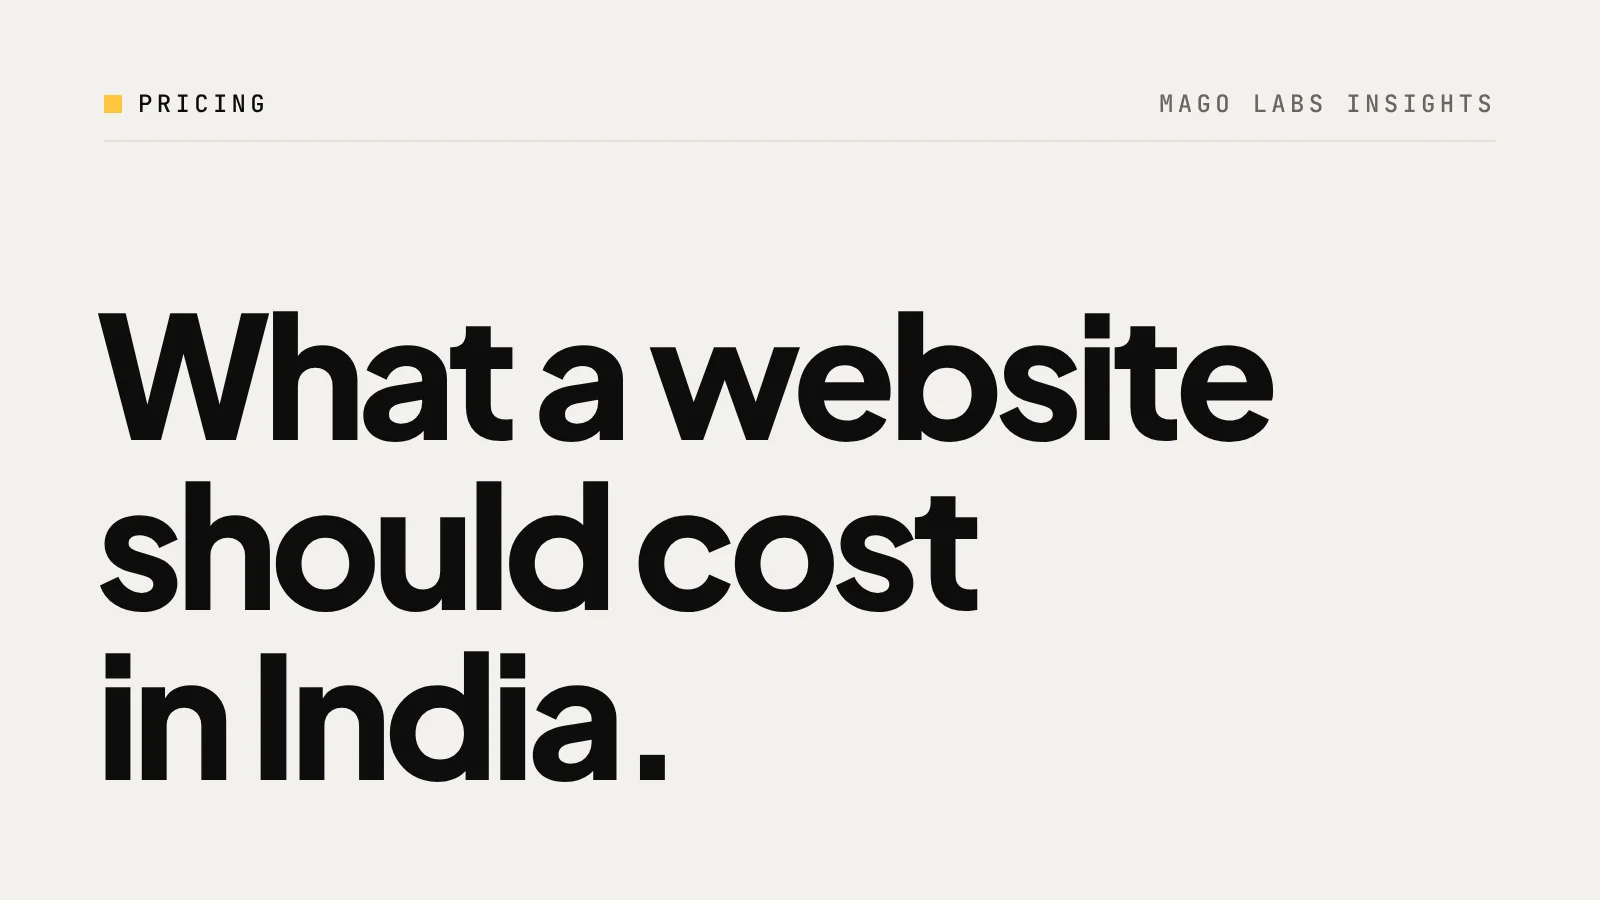 PRICING
MAGO LABS INSIGHTS
What a website
should cost
in India.